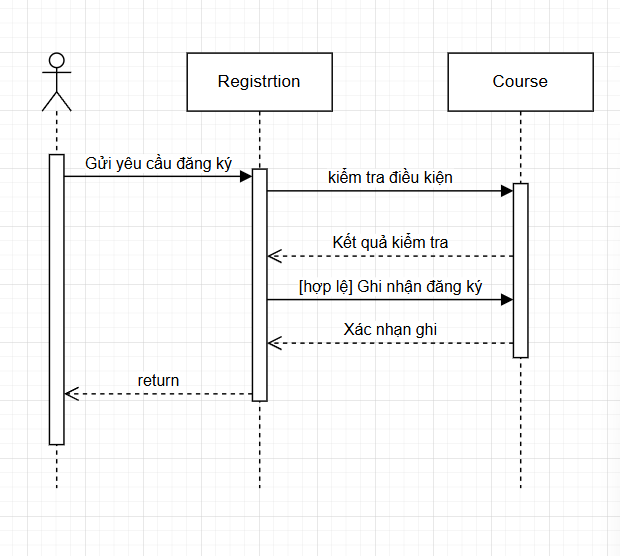 Registrtion
Course
Gửi yêu cầu đăng ký
kiểm tra điều kiện
Kết quả kiểm tra
[hợp lệ] Ghi nhận đăng ký
Xác nhạn ghi
return